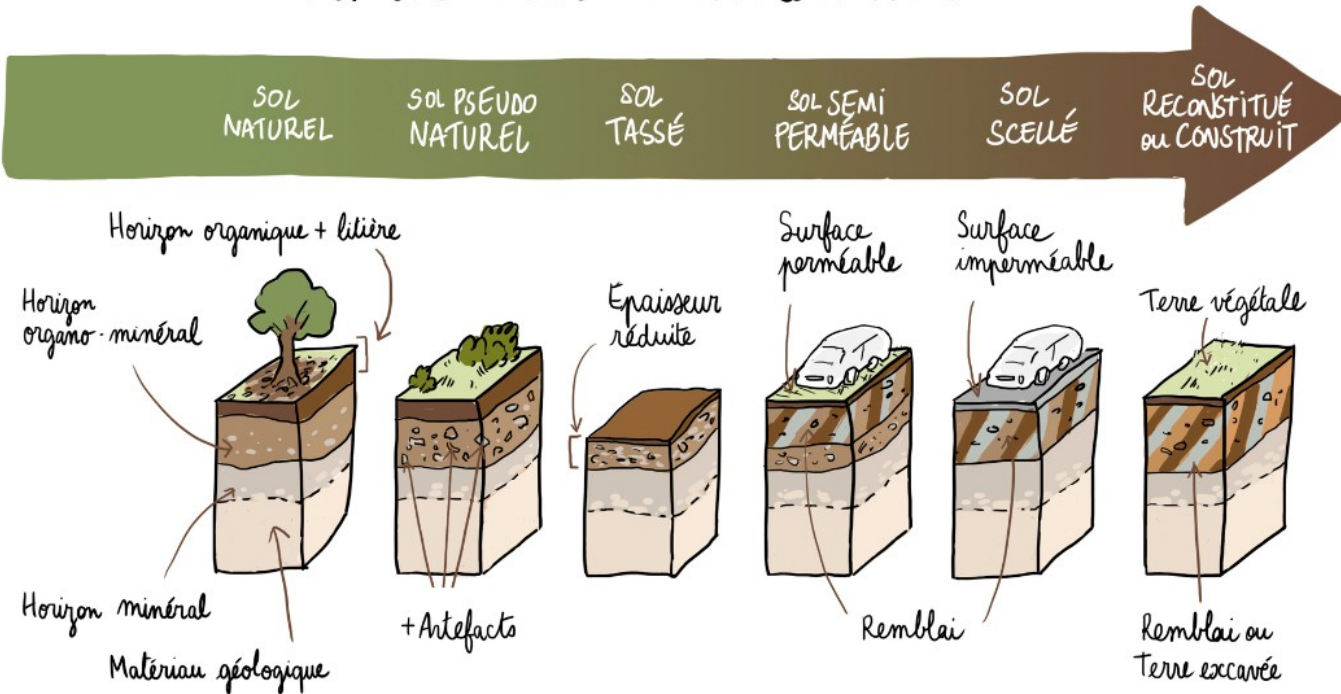 SOL
NATUREL
SOL PSEUDO
NATUREL
SOL
TASSÉ
SOL SEMI
PERMÉABLE
SOL
SCELLÉ
SOL
RECONSTITUÉ
ou CONSTRUIT
Horizon organique + litière
Horizon
organo-minéral
Epaisseur
réduite
Surface
perméable
Surface
imperméable
Terre végétale
Horizon minéral
Matériau géologique
+ Artefacts
Remblai
Remblai ou
Terre excavée